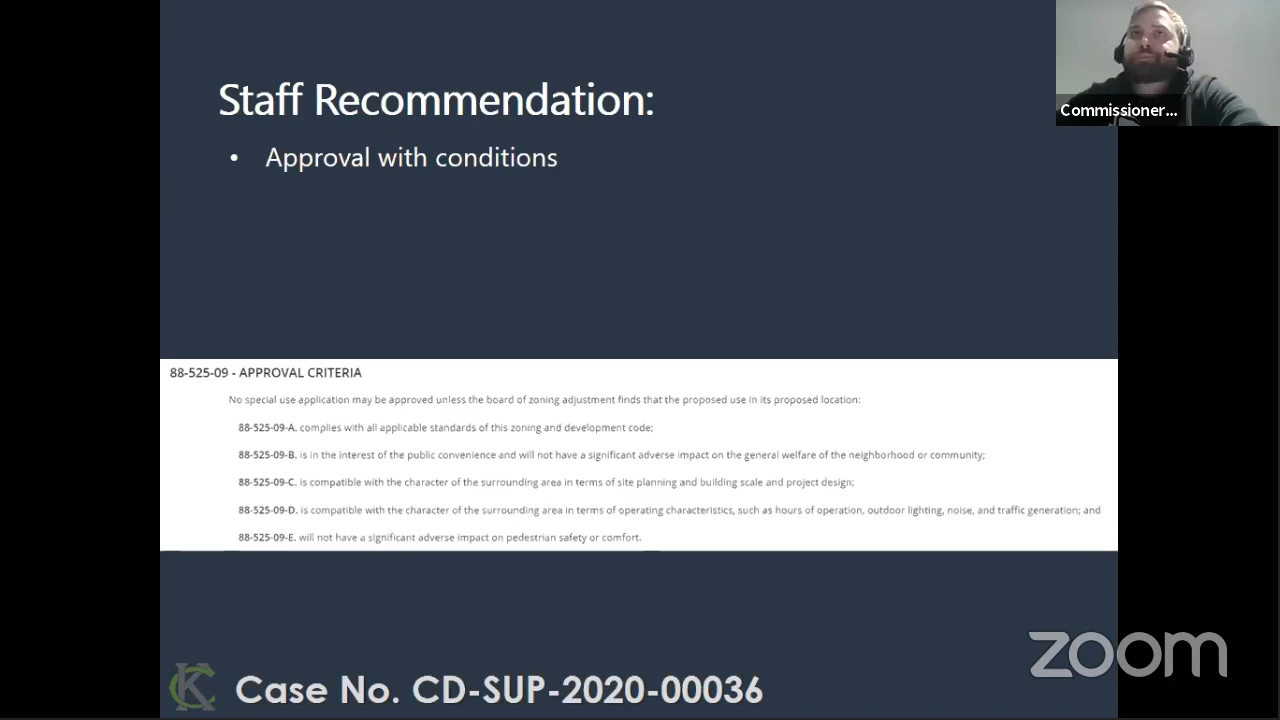 Staff Recommendation:
• Approval with conditions
Commissioner...
88-525-09 - APPROVAL CRITERIA
No special use application may be approved unless the board of zoning adjustment finds that the proposed use in its proposed location:
88-525-09-A. complies with all applicable standards of this zoning and development code;
88-525-09-B. is in the interest of the public convenience and will not have a significant adverse impact on the general welfare of the neighborhood or community;
88-525-09-C. is compatible with the character of the surrounding area in terms of site planning and building scale and project design;
88-525-09-D. is compatible with the character of the surrounding area in terms of operating characteristics, such as hours of operation, outdoor lighting, noise, and traffic generation; and
88-525-09-E. will not have a significant adverse impact on pedestrian safety or comfort.
KC
Case No. CD-SUP-2020-00036
zoom